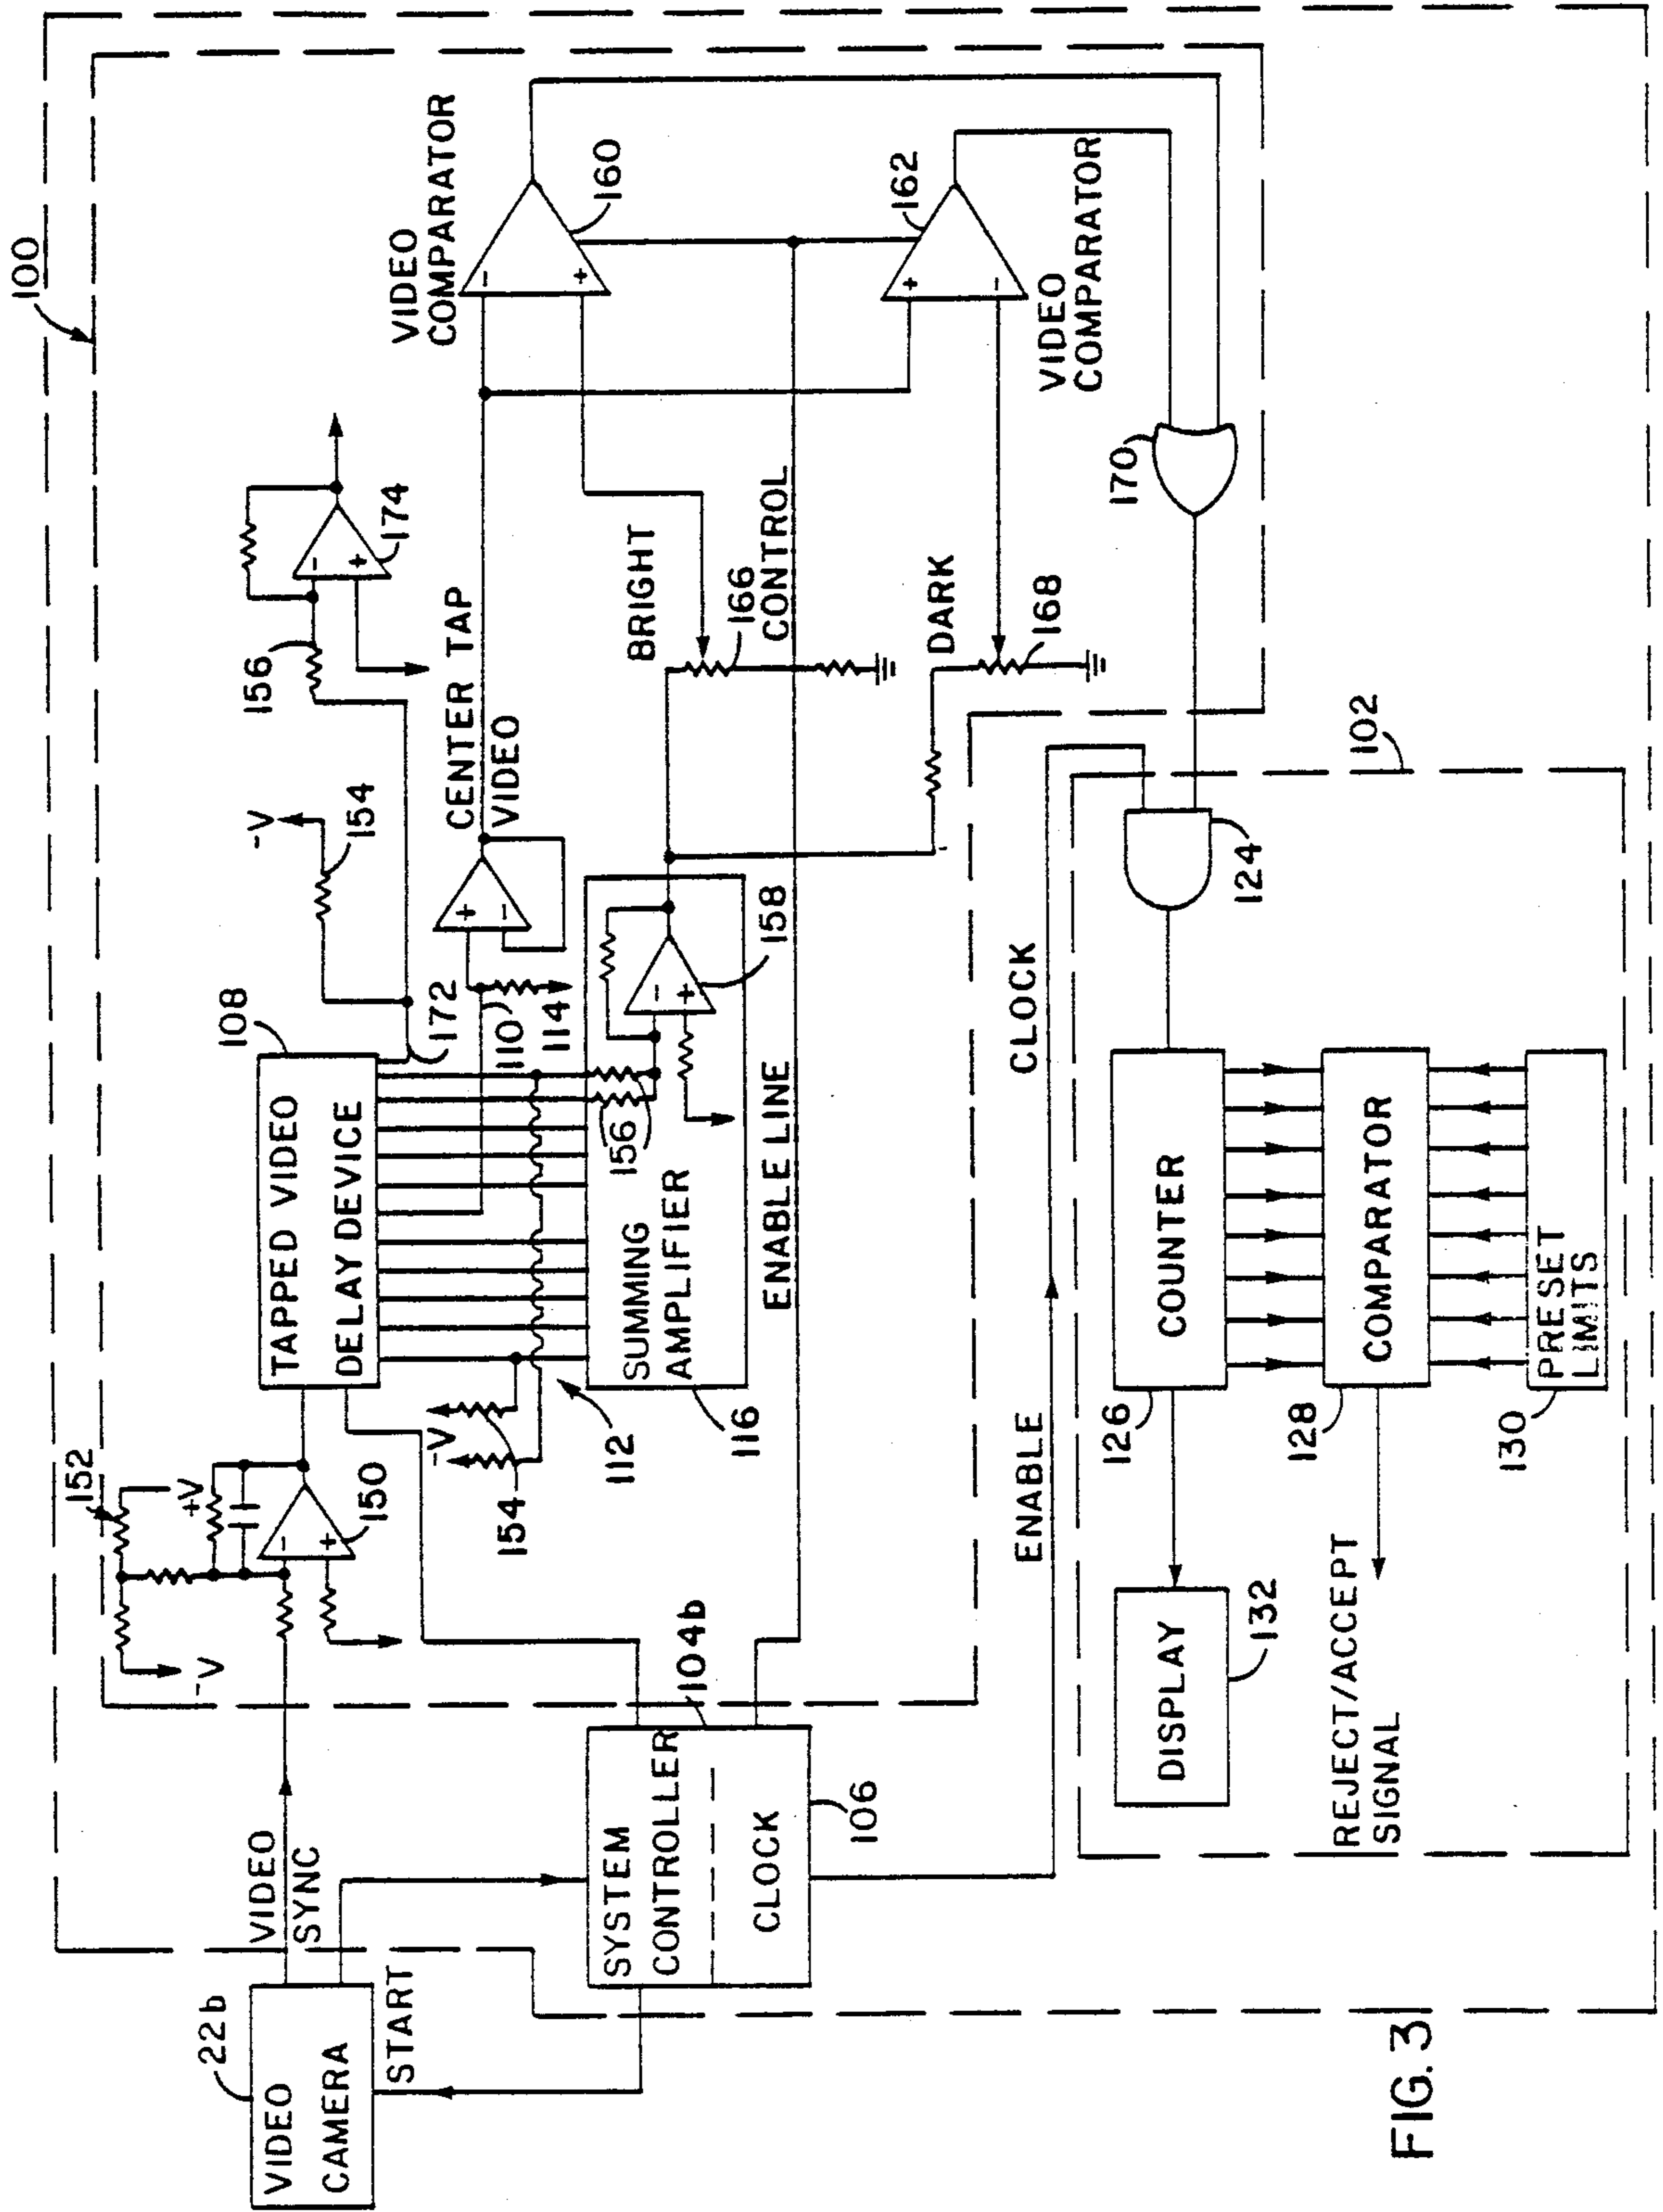 100
152
+V
-V
150
108
TAPPED VIDEO
DELAY DEVICE
-V
154
156
-
+
174
172
VIDEO
COMPARATOR
-
+
160
CENTER TAP
VIDEO
+
-
110
114
-V
154
112
156
SUMMING
AMPLIFIER
116
-
+
158
BRIGHT
166
CONTROL
162
+
-
VIDEO
COMPARATOR
DARK
168
170
ENABLE LINE
22b
VIDEO
CAMERA
VIDEO
SYNC
START
SYSTEM
CONTROLLER
104b
CLOCK
106
ENABLE
CLOCK
102
124
COUNTER
126
COMPARATOR
128
PRESET
LIMITS
130
DISPLAY
132
REJECT/ACCEPT
SIGNAL
-
+
FIG. 3